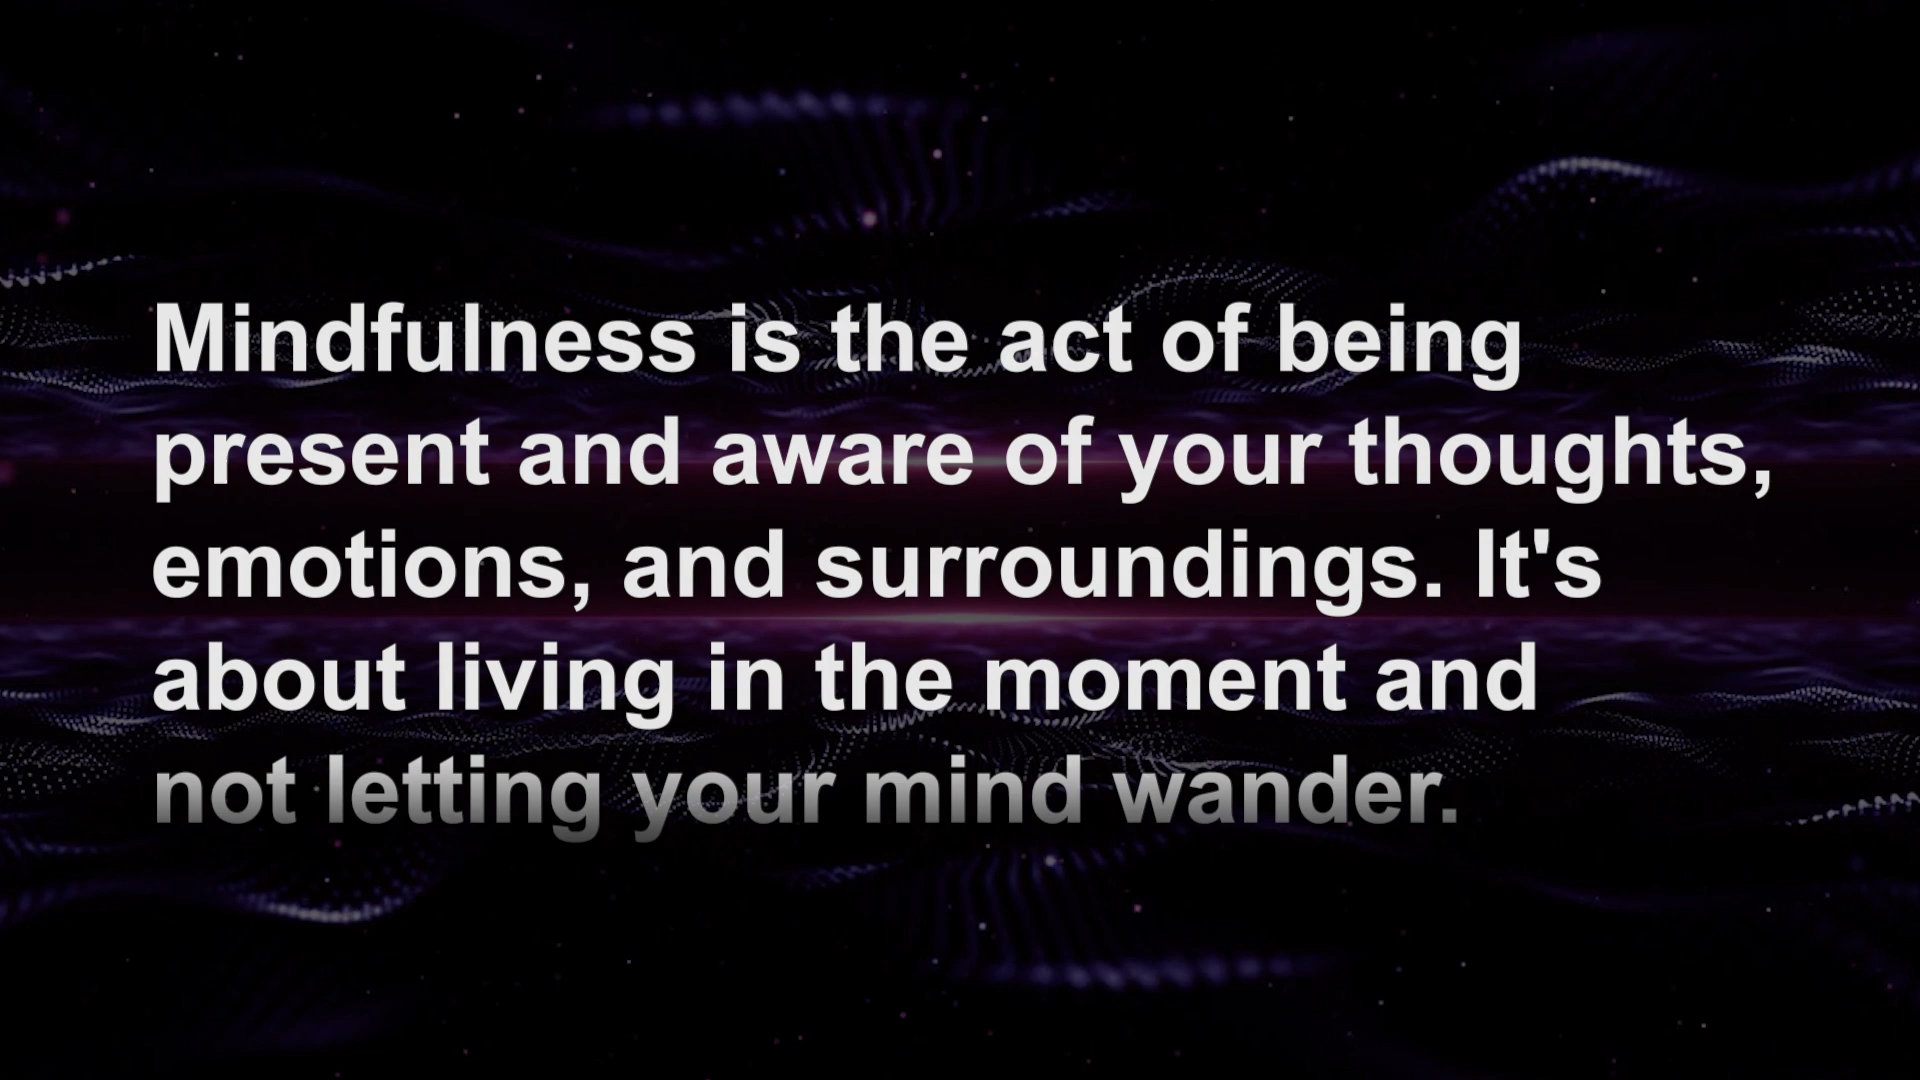 Mindfulness is the act of being
present and aware of your thoughts,
emotions, and surroundings. It's
about living in the moment and
not letting your mind wander.